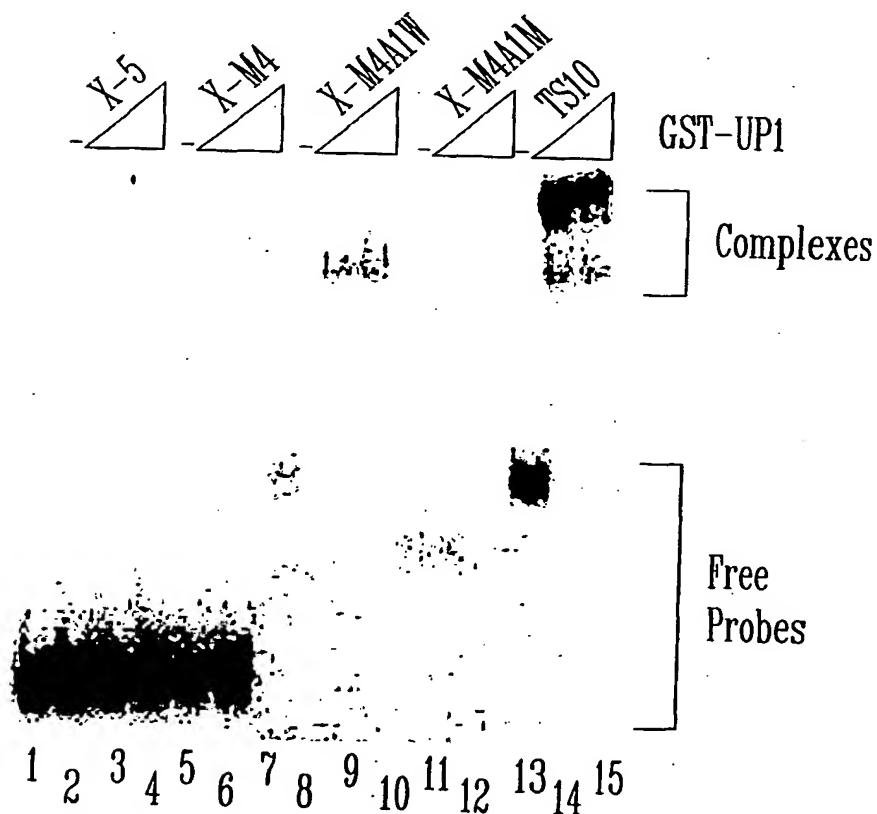 X-5 X-M4 X-M4A1W X-M4A1M TS10
- - - - - GST-UP1
Complexes
Free
Probes
1 2 3 4 5 6 7 8 9 10 11 12 13 14 15